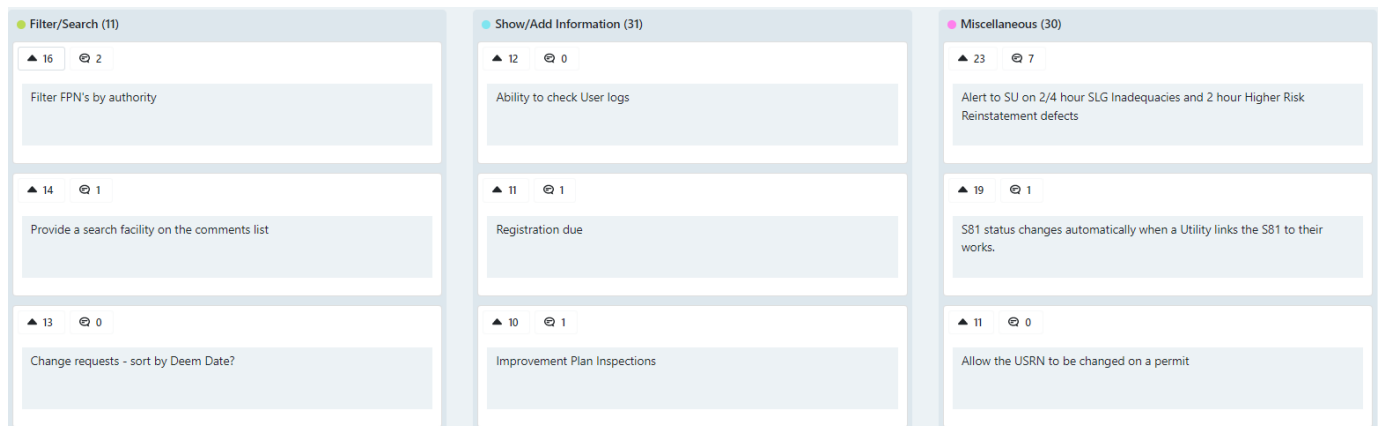 Filter/Search (11)
16 2
Filter FPN's by authority
14 1
Provide a search facility on the comments list
13 0
Change requests - sort by Deem Date?
Show/Add Information (31)
12 0
Ability to check User logs
11 1
Registration due
10 1
Improvement Plan Inspections
Miscellaneous (30)
23 7
Alert to SU on 2/4 hour SLG Inadequacies and 2 hour Higher Risk
Reinstatement defects
19 1
S81 status changes automatically when a Utility links the S81 to their
works.
11 0
Allow the USRN to be changed on a permit